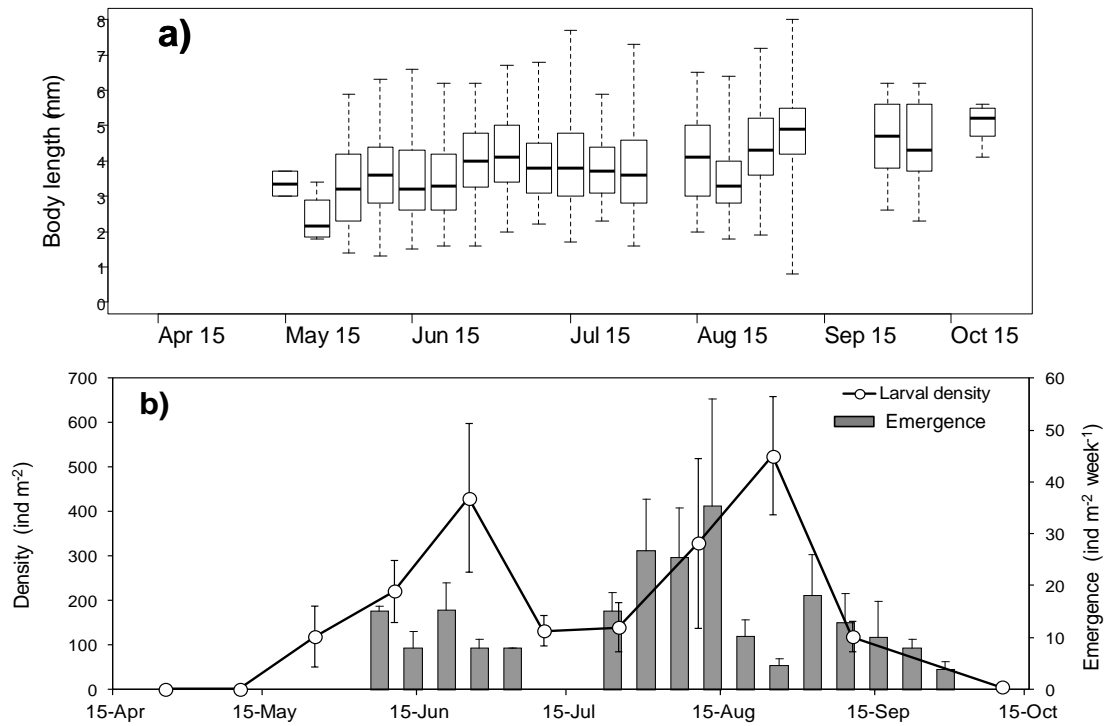 a)
Body length (mm)
8
7
6
5
4
3
2
1
0
Apr 15 May 15 Jun 15 Jul 15 Aug 15 Sep 15 Oct 15
b)
Density (ind m-2)
700
600
500
400
300
200
100
0
Larval density
Emergence
60
50
40
30
20
10
0
Emergence (ind m-2 week-1)
15-Apr 15-May 15-Jun 15-Jul 15-Aug 15-Sep 15-Oct